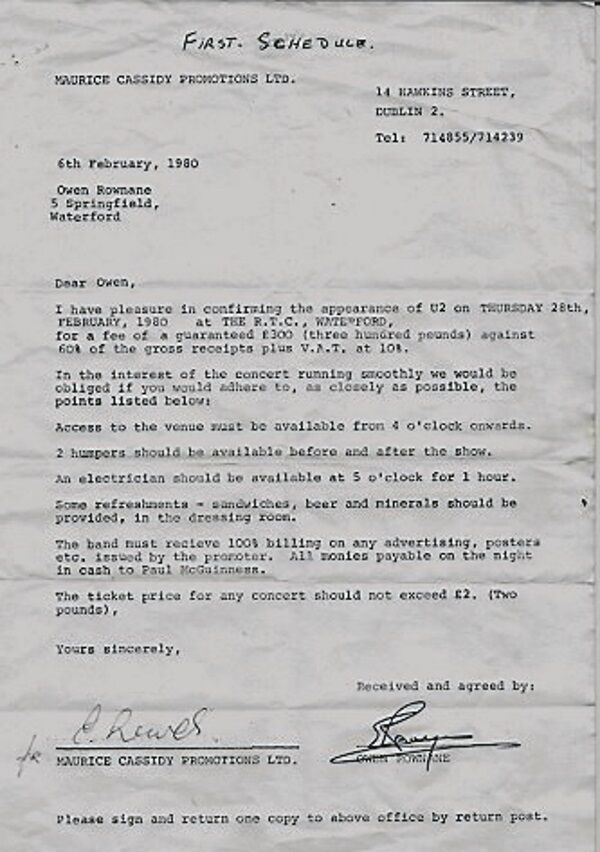 FIRST. SCHEDULE.
MAURICE CASSIDY PROMOTIONS LTD.
14 HAWKINS STREET,
DUBLIN 2.
Tel: 714855/714239
6th February, 1980
Owen Rownane
5 Springfield,
Waterford
Dear Owen,
I have pleasure in confirming the appearance of U2 on THURSDAY 28th,
FEBRUARY, 1980 at THE R.T.C., WATERFORD,
for a fee of a guaranteed £300 (three hundred pounds) against
60% of the gross receipts plus V.A.T. at 10%.
In the interest of the concert running smoothly we would be
obliged if you would adhere to, as closely as possible, the
points listed below:
Access to the venue must be available from 4 o'clock onwards.
2 humpers should be available before and after the show.
An electrician should be available at 5 o'clock for 1 hour.
Some refreshments - sandwiches, beer and minerals should be
provided, in the dressing room.
The band must recieve 100% billing on any advertising, posters
etc. issued by the promoter. All monies payable on the night
in cash to Paul McGuinness.
The ticket price for any concert should not exceed £2. (Two
pounds),
Yours sincerely,
Received and agreed by:
MAURICE CASSIDY PROMOTIONS LTD.
OWEN ROWNANE
Please sign and return one copy to above office by return post.